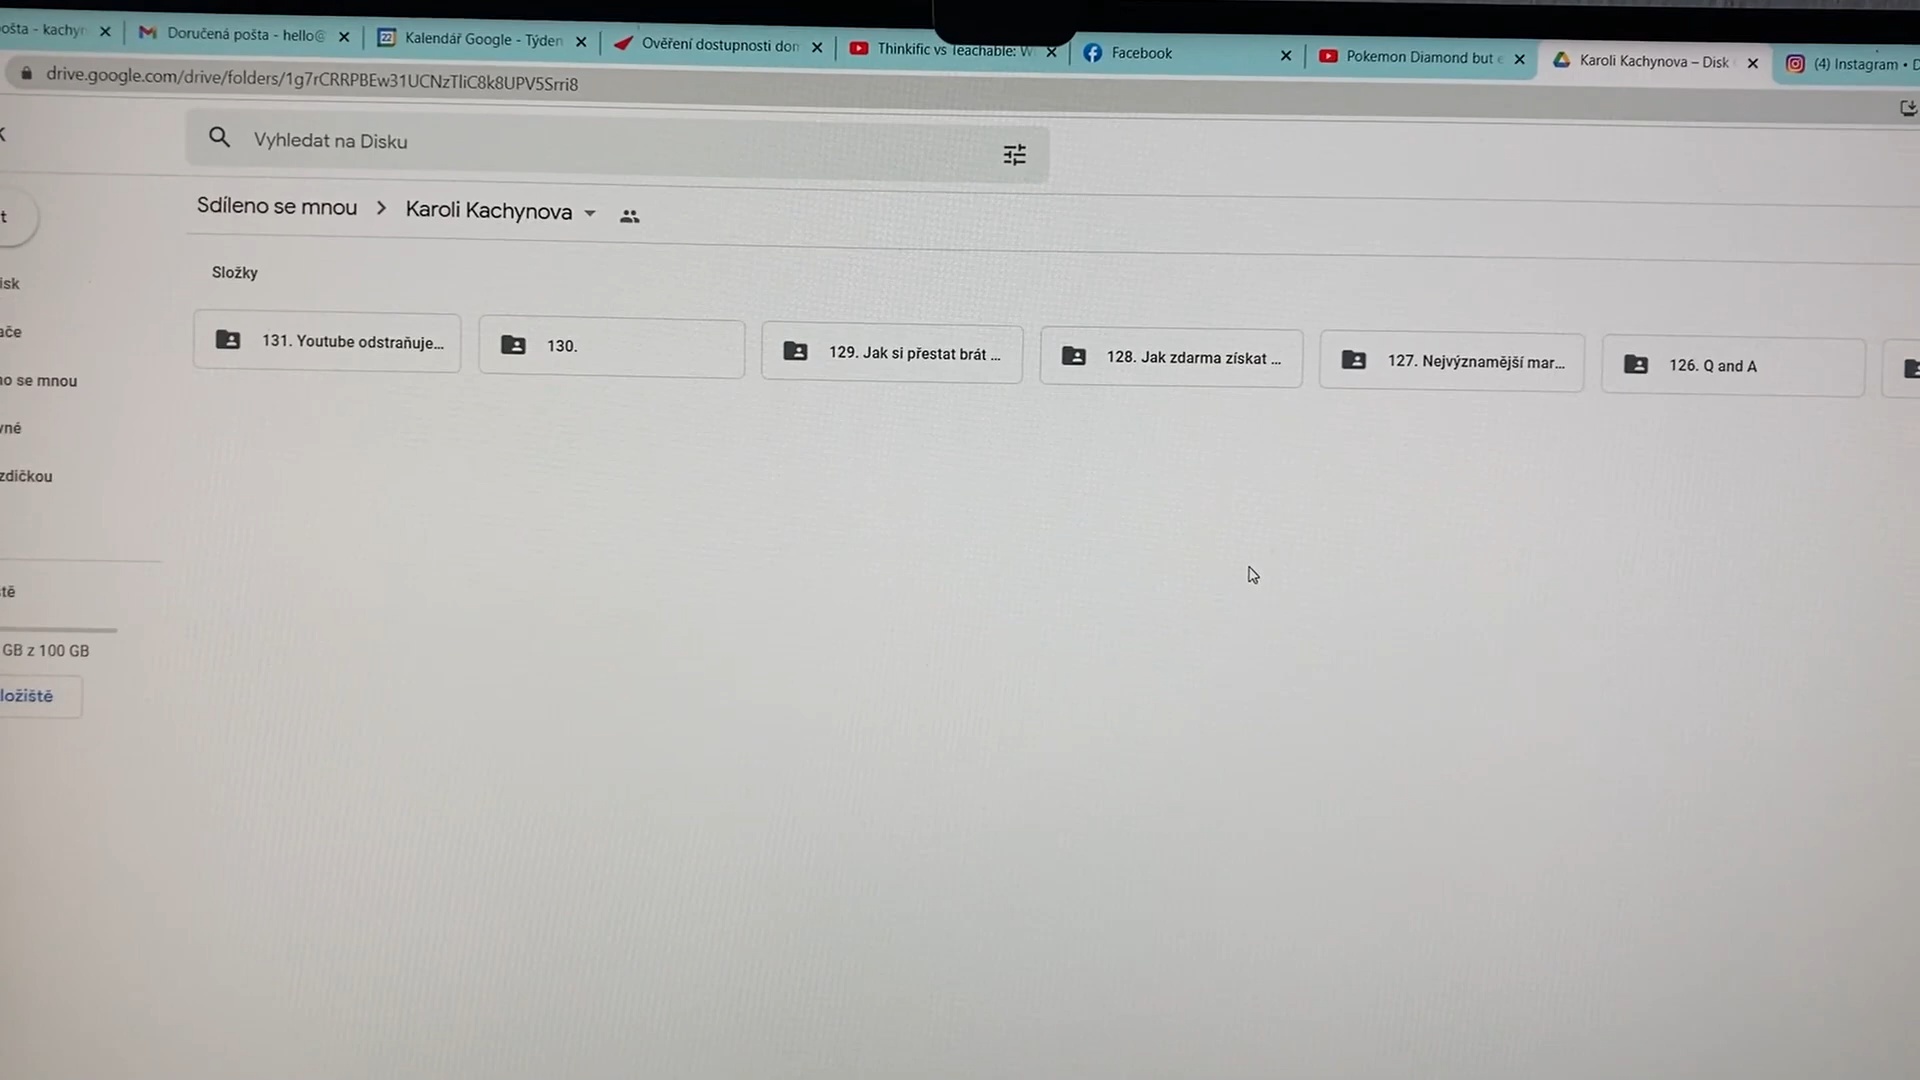 ošta - kachyn
Doručená pošta - hello@
Kalendář Google - Týden
Ověření dostupnosti dom
Thinkific vs Teachable: W
Facebook
Pokemon Diamond but e
Karoli Kachynova – Disk
(4) Instagram • D
drive.google.com/drive/folders/1g7rCRRPBEw31UCNzTliC8k8UPV5Srri8
Vyhledat na Disku
Sdíleno se mnou > Karoli Kachynova
t
Složky
isk
131. Youtube odstraňuje...
130.
129. Jak si přestat brát ...
128. Jak zdarma získat ...
127. Nejvýznamější mar...
126. Q and A
ače
no se mnou
vné
zdičkou
tě
GB z 100 GB
ložiště